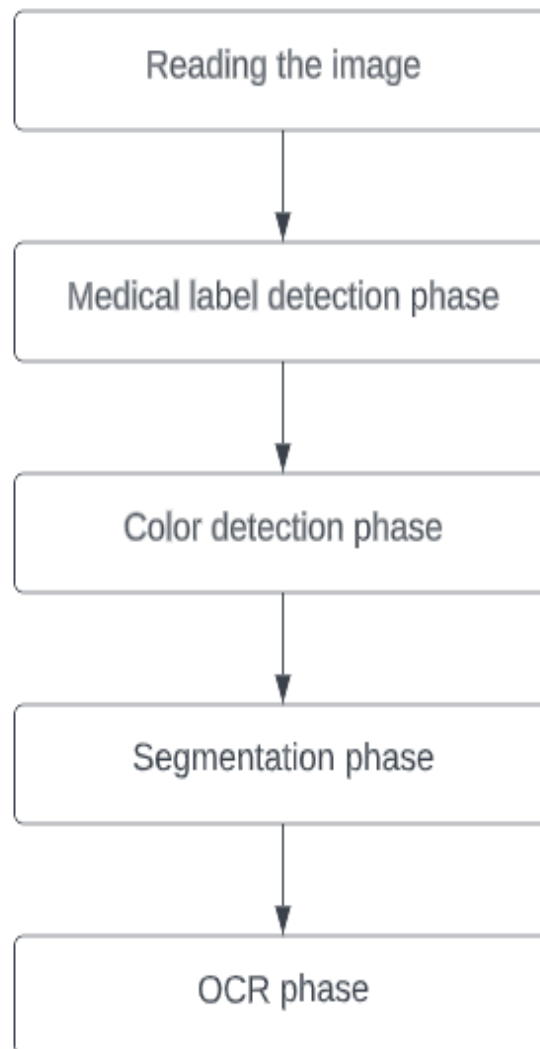 Reading the image
Medical label detection phase
Color detection phase
Segmentation phase
OCR phase